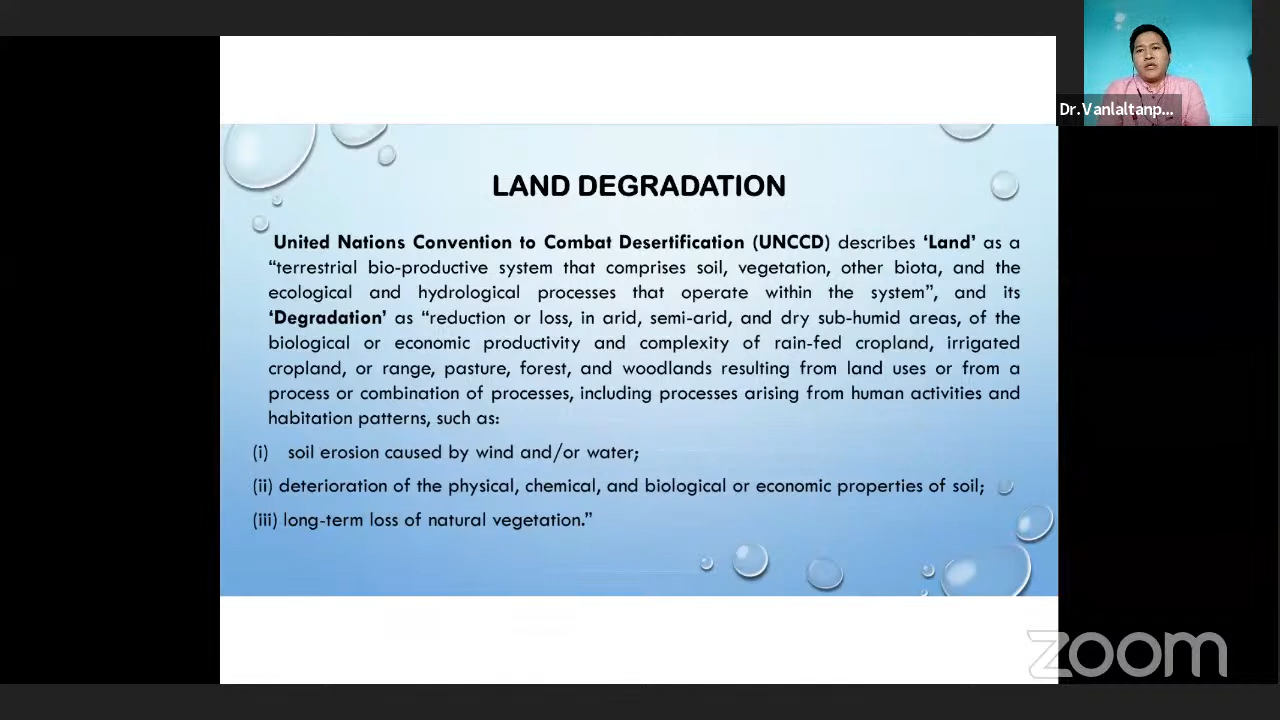 Dr.Vanlaltanp...
LAND DEGRADATION
United Nations Convention to Combat Desertification (UNCCD) describes ‘Land’ as a
“terrestrial bio-productive system that comprises soil, vegetation, other biota, and the
ecological and hydrological processes that operate within the system”, and its
‘Degradation’ as “reduction or loss, in arid, semi-arid, and dry sub-humid areas, of the
biological or economic productivity and complexity of rain-fed cropland, irrigated
cropland, or range, pasture, forest, and woodlands resulting from land uses or from a
process or combination of processes, including processes arising from human activities and
habitation patterns, such as:
(i) soil erosion caused by wind and/or water;
(ii) deterioration of the physical, chemical, and biological or economic properties of soil;
(iii) long-term loss of natural vegetation.”
zoom